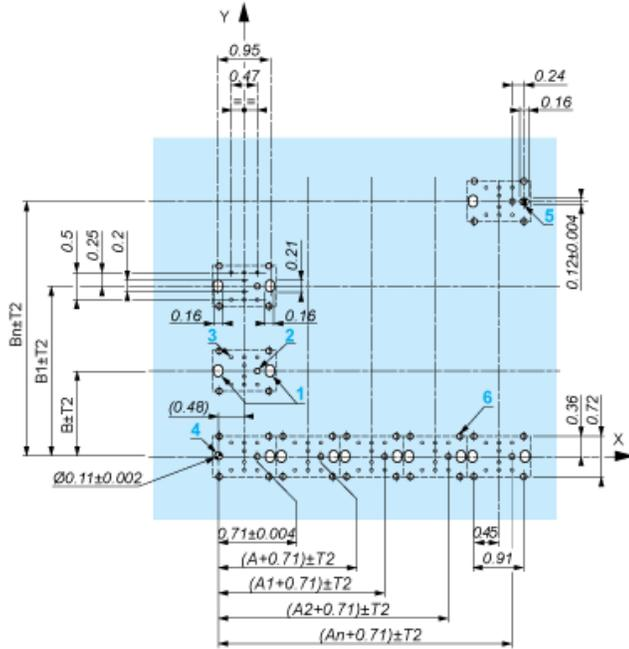 Y
0.95
0.47
= =
0.24
0.16
5
0.12±0.004
0.5
0.25
0.2
0.21
0.16
0.16
3
2
1
Bn±T2
B1±T2
B±T2
(0.48)
4
6
0.36
0.72
X
Ø0.11±0.002
0,71±0.004
0.45
0.91
(A+0.71)±T2
(A1+0.71)±T2
(A2+0.71)±T2
(An+0.71)±T2